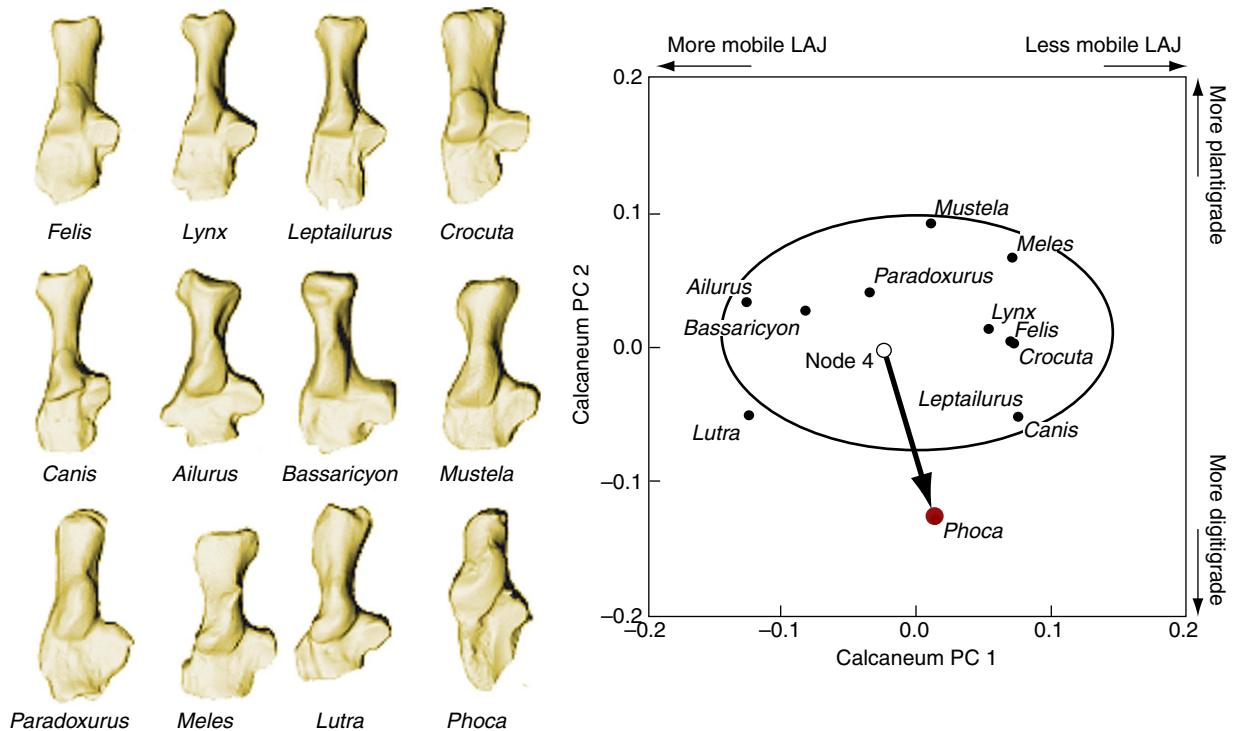 Felis
Lynx
Leptailurus
Crocuta
Canis
Ailurus
Bassaricyon
Mustela
Paradoxurus
Meles
Lutra
Phoca
More mobile LAJ
Less mobile LAJ
More plantigrade
More digitigrade
Calcaneum PC 2
0.2
0.1
0.0
–0.1
–0.2
Mustela
Meles
Paradoxurus
Ailurus
Bassaricyon
Lynx
Felis
Crocuta
Node 4
Leptailurus
Canis
Lutra
Phoca
–0.2
–0.1
0.0
0.1
0.2
Calcaneum PC 1